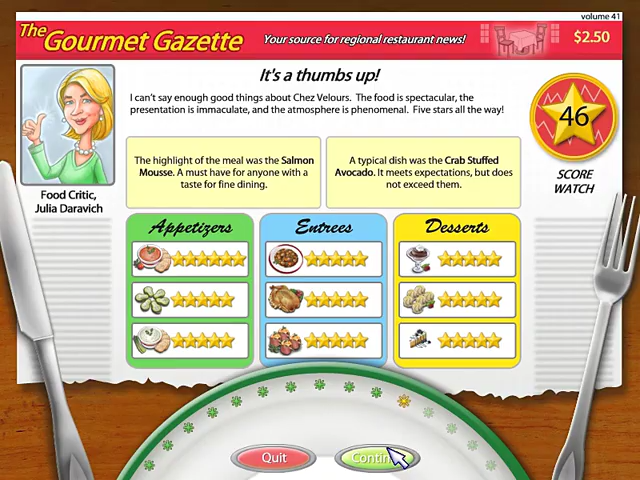 volume 41
The Gourmet Gazette
Your source for regional restaurant news!
$2.50
It's a thumbs up!
I can't say enough good things about Chez Velours. The food is spectacular, the
presentation is immaculate, and the atmosphere is phenomenal. Five stars all the way!
46
SCORE
WATCH
Food Critic,
Julia Daravich
The highlight of the meal was the Salmon
Mousse. A must have for anyone with a
taste for fine dining.
A typical dish was the Crab Stuffed
Avocado. It meets expectations, but does
not exceed them.
Appetizers
Entrees
Desserts
Quit